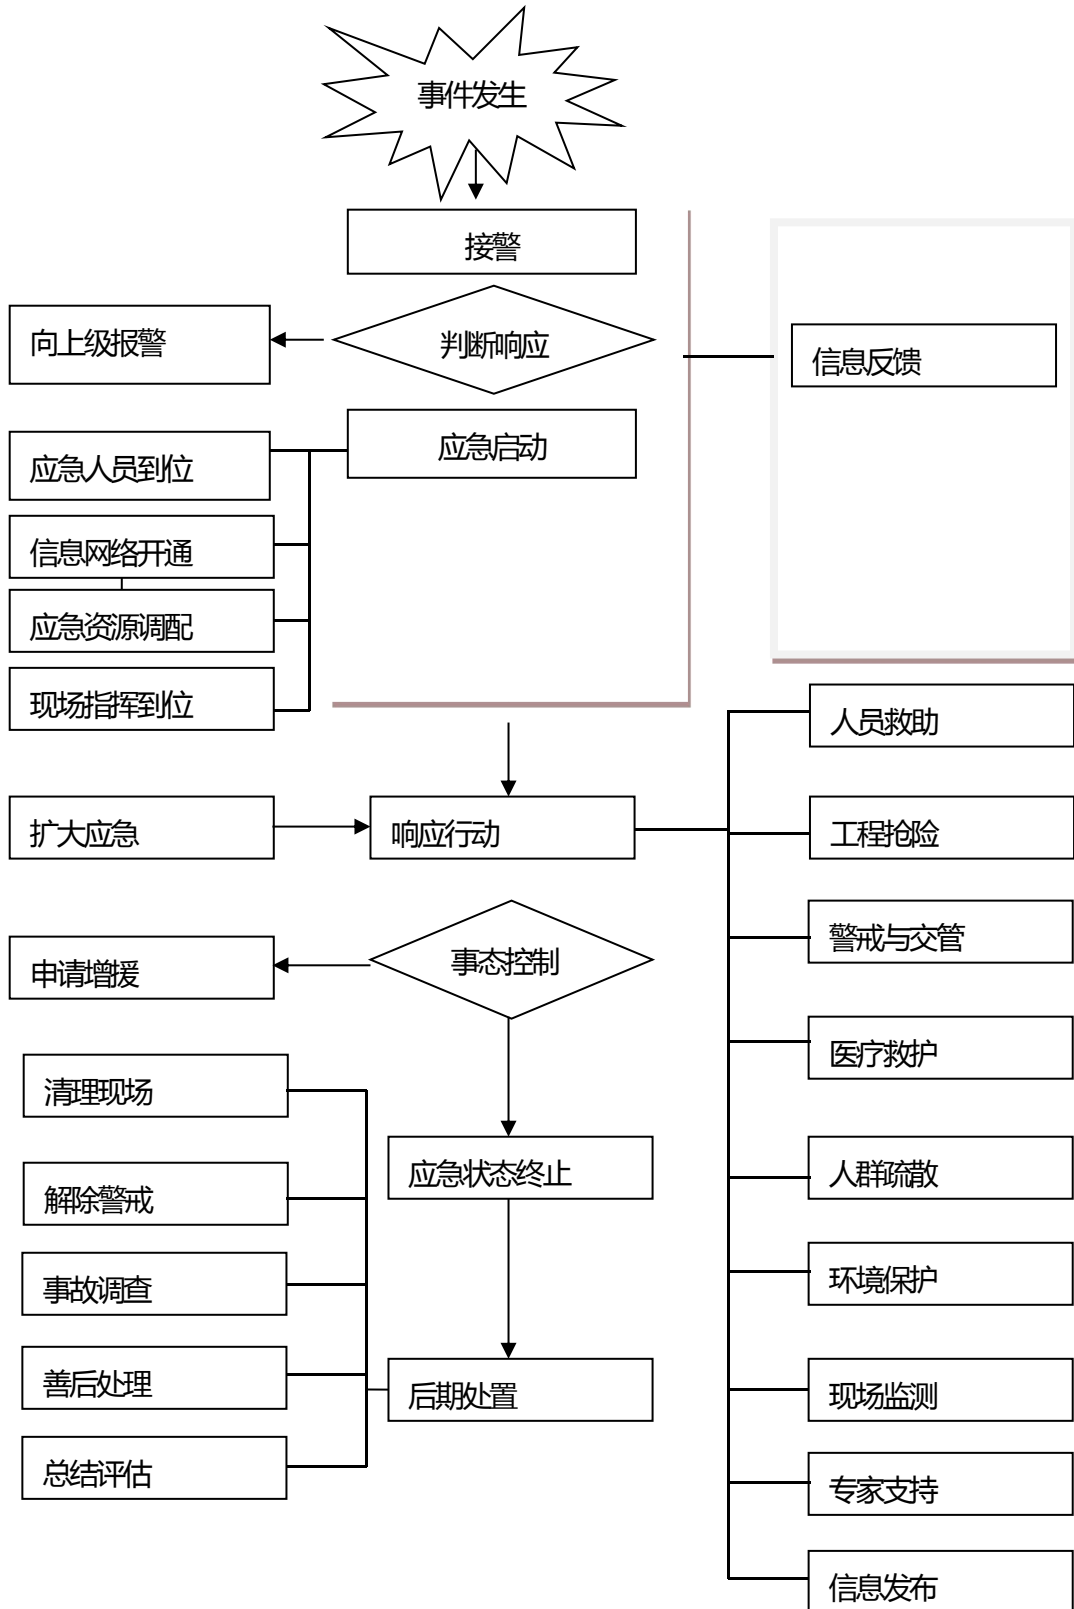 事件发生
接警
向上级报警
判断响应
信息反馈
应急启动
应急人员到位
信息网络开通
应急资源调配
现场指挥到位
人员救助
扩大应急
响应行动
工程抢险
警戒与交管
申请增援
事态控制
医疗救护
清理现场
应急状态终止
人群疏散
解除警戒
环境保护
事故调查
善后处理
后期处置
现场监测
总结评估
专家支持
信息发布